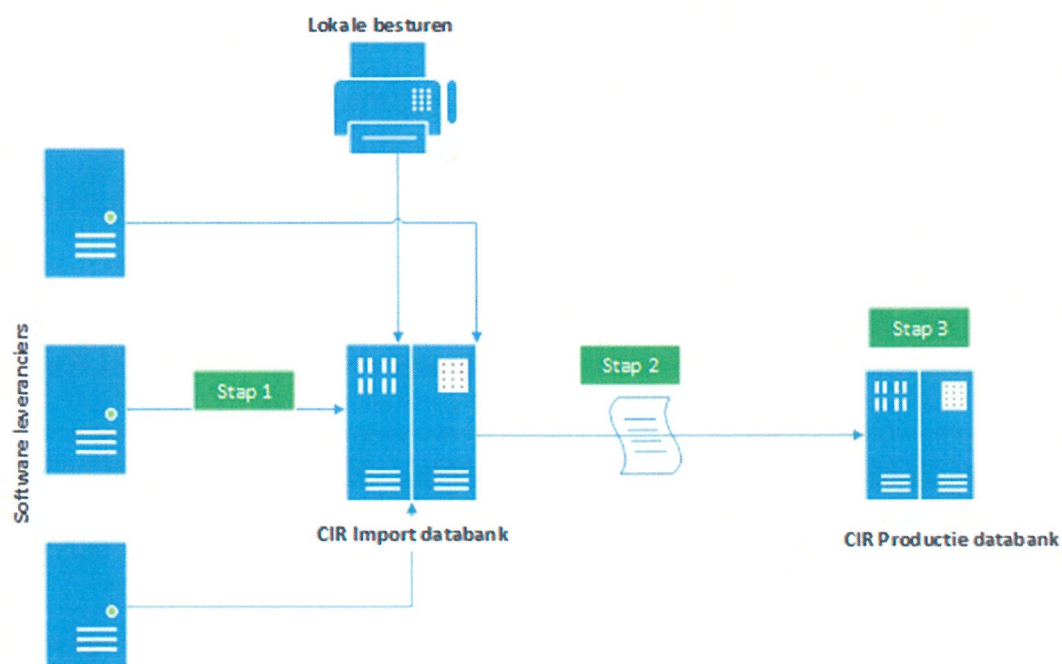 Lokale besturen
Software leveranciers
Stap 1
Stap 2
Stap 3
CIR Import databank
CIR Productie databank